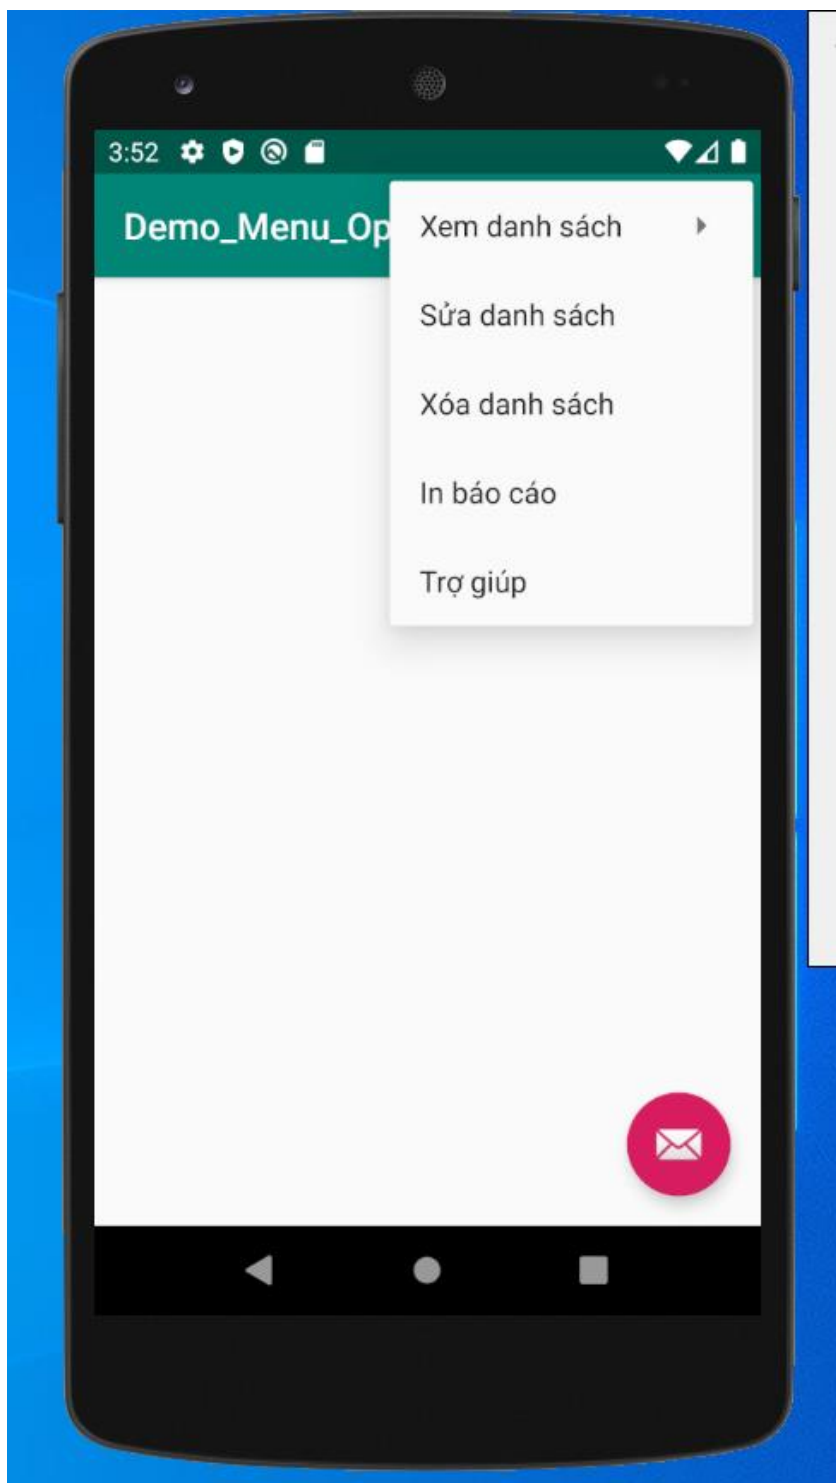 3:52
Demo_Menu_Op
Xem danh sách
Sửa danh sách
Xóa danh sách
In báo cáo
Trợ giúp